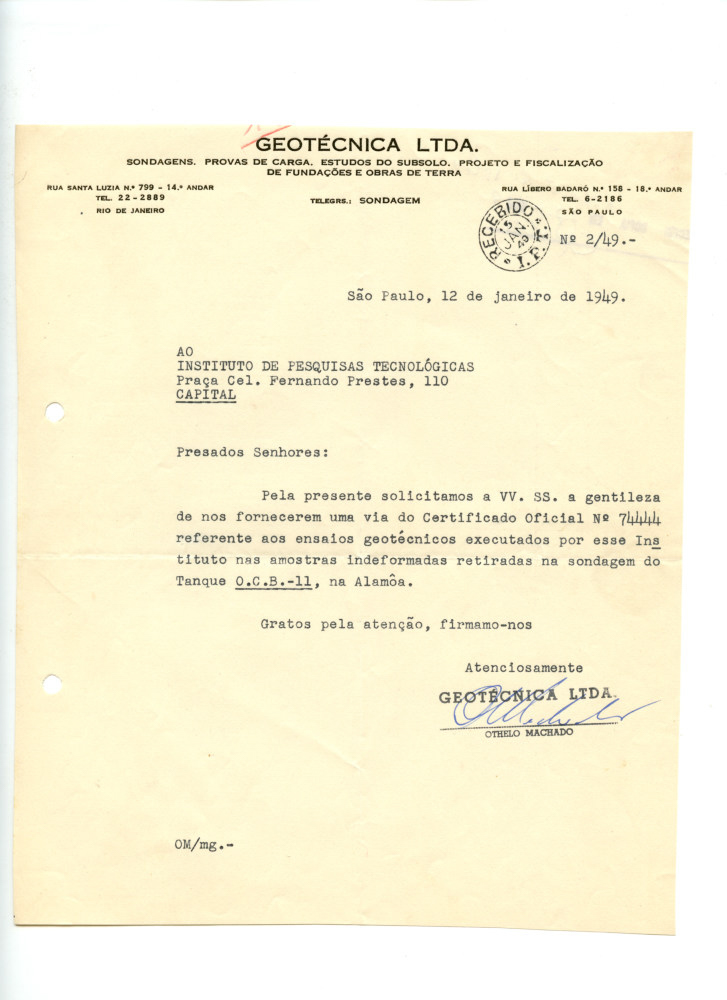 GEOTÉCNICA LTDA.
SONDAGENS. PROVAS DE CARGA. ESTUDOS DO SUBSOLO. PROJETO E FISCALIZAÇÃO
DE FUNDAÇÕES E OBRAS DE TERRA
RUA SANTA LUZIA N.º 799 - 14.º ANDAR
TEL. 22-2889
RIO DE JANEIRO
TELEGRS.: SONDAGEM
RUA LÍBERO BADARÓ N.º 158 - 18.º ANDAR
TEL. 6-2186
SÃO PAULO
RECEBIDO
15
JAN
49
I.P.T.
Nº 2/49.-
São Paulo, 12 de janeiro de 1949.
AO
INSTITUTO DE PESQUISAS TECNOLÓGICAS
Praça Cel. Fernando Prestes, 110
CAPITAL
Presados Senhores:
Pela presente solicitamos a VV. SS. a gentileza
de nos fornecerem uma via do Certificado Oficial Nº 74444
referente aos ensaios geotécnicos executados por esse Ins
tituto nas amostras indeformadas retiradas na sondagem do
Tanque O.C.B.-11, na Alamôa.
Gratos pela atenção, firmamo-nos
Atenciosamente
GEOTÉCNICA LTDA.
OTHELO MACHADO
OM/mg.-